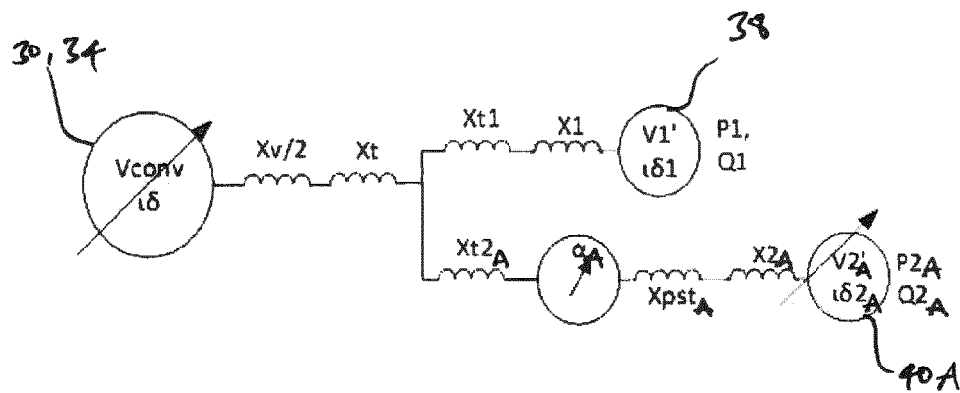 30, 34
38
Vconv
ιδ
Xv/2
Xt
Xt1
X1
V1'
ιδ1
P1,
Q1
Xt2A
αA
XpstA
X2A
V2'A
ιδ2A
P2A
Q2A
40A